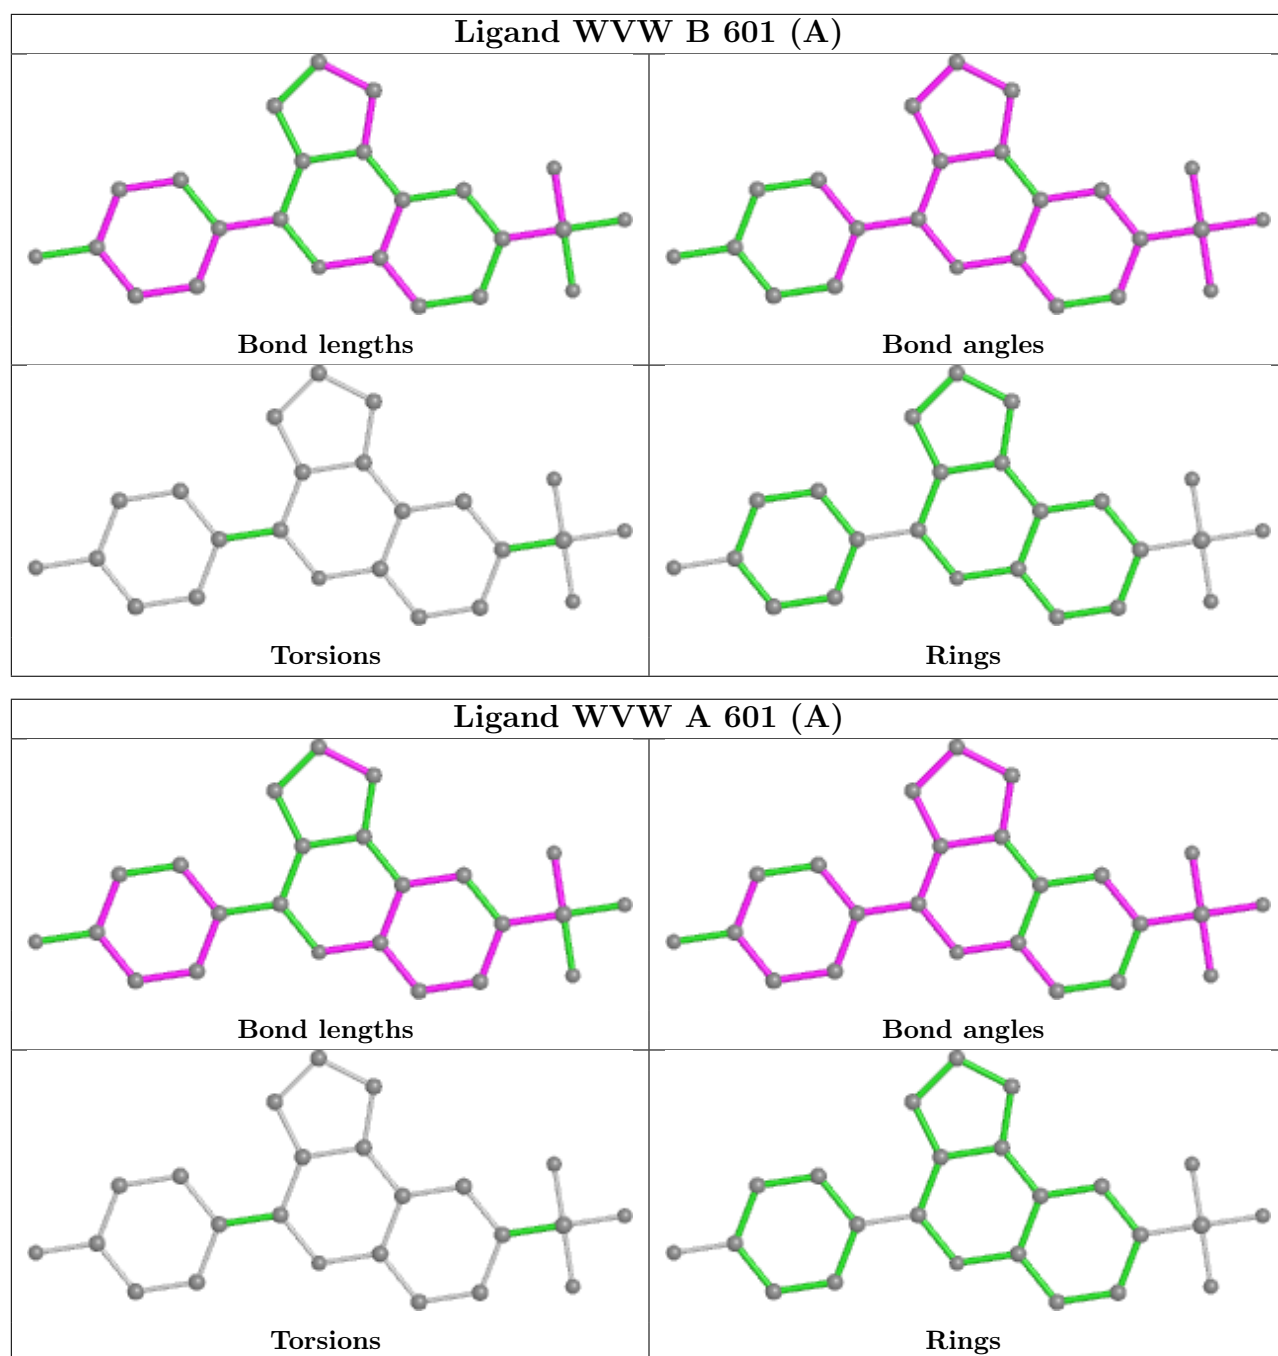 Ligand WVW B 601 (A)
Bond lengths
Bond angles
Torsions
Rings
Ligand WVW A 601 (A)
Bond lengths
Bond angles
Torsions
Rings